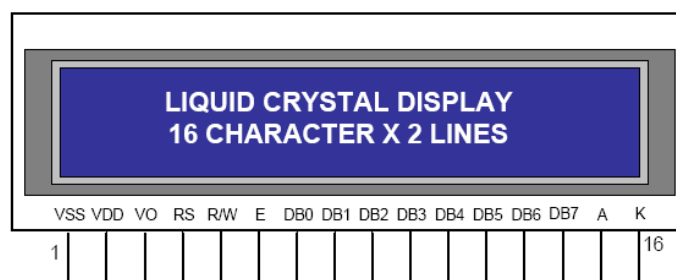 LIQUID CRYSTAL DISPLAY
16 CHARACTER X 2 LINES
VSS VDD VO RS R/W E DB0 DB1 DB2 DB3 DB4 DB5 DB6 DB7 A K
1 16